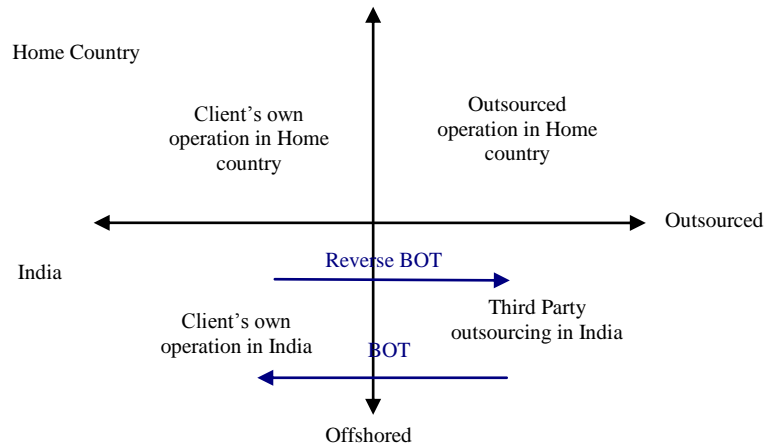 Home Country
Client’s own
operation in Home
country
Outsourced
operation in Home
country
Outsourced
India
Reverse BOT
Client’s own
operation in India
Third Party
outsourcing in India
BOT
Offshored